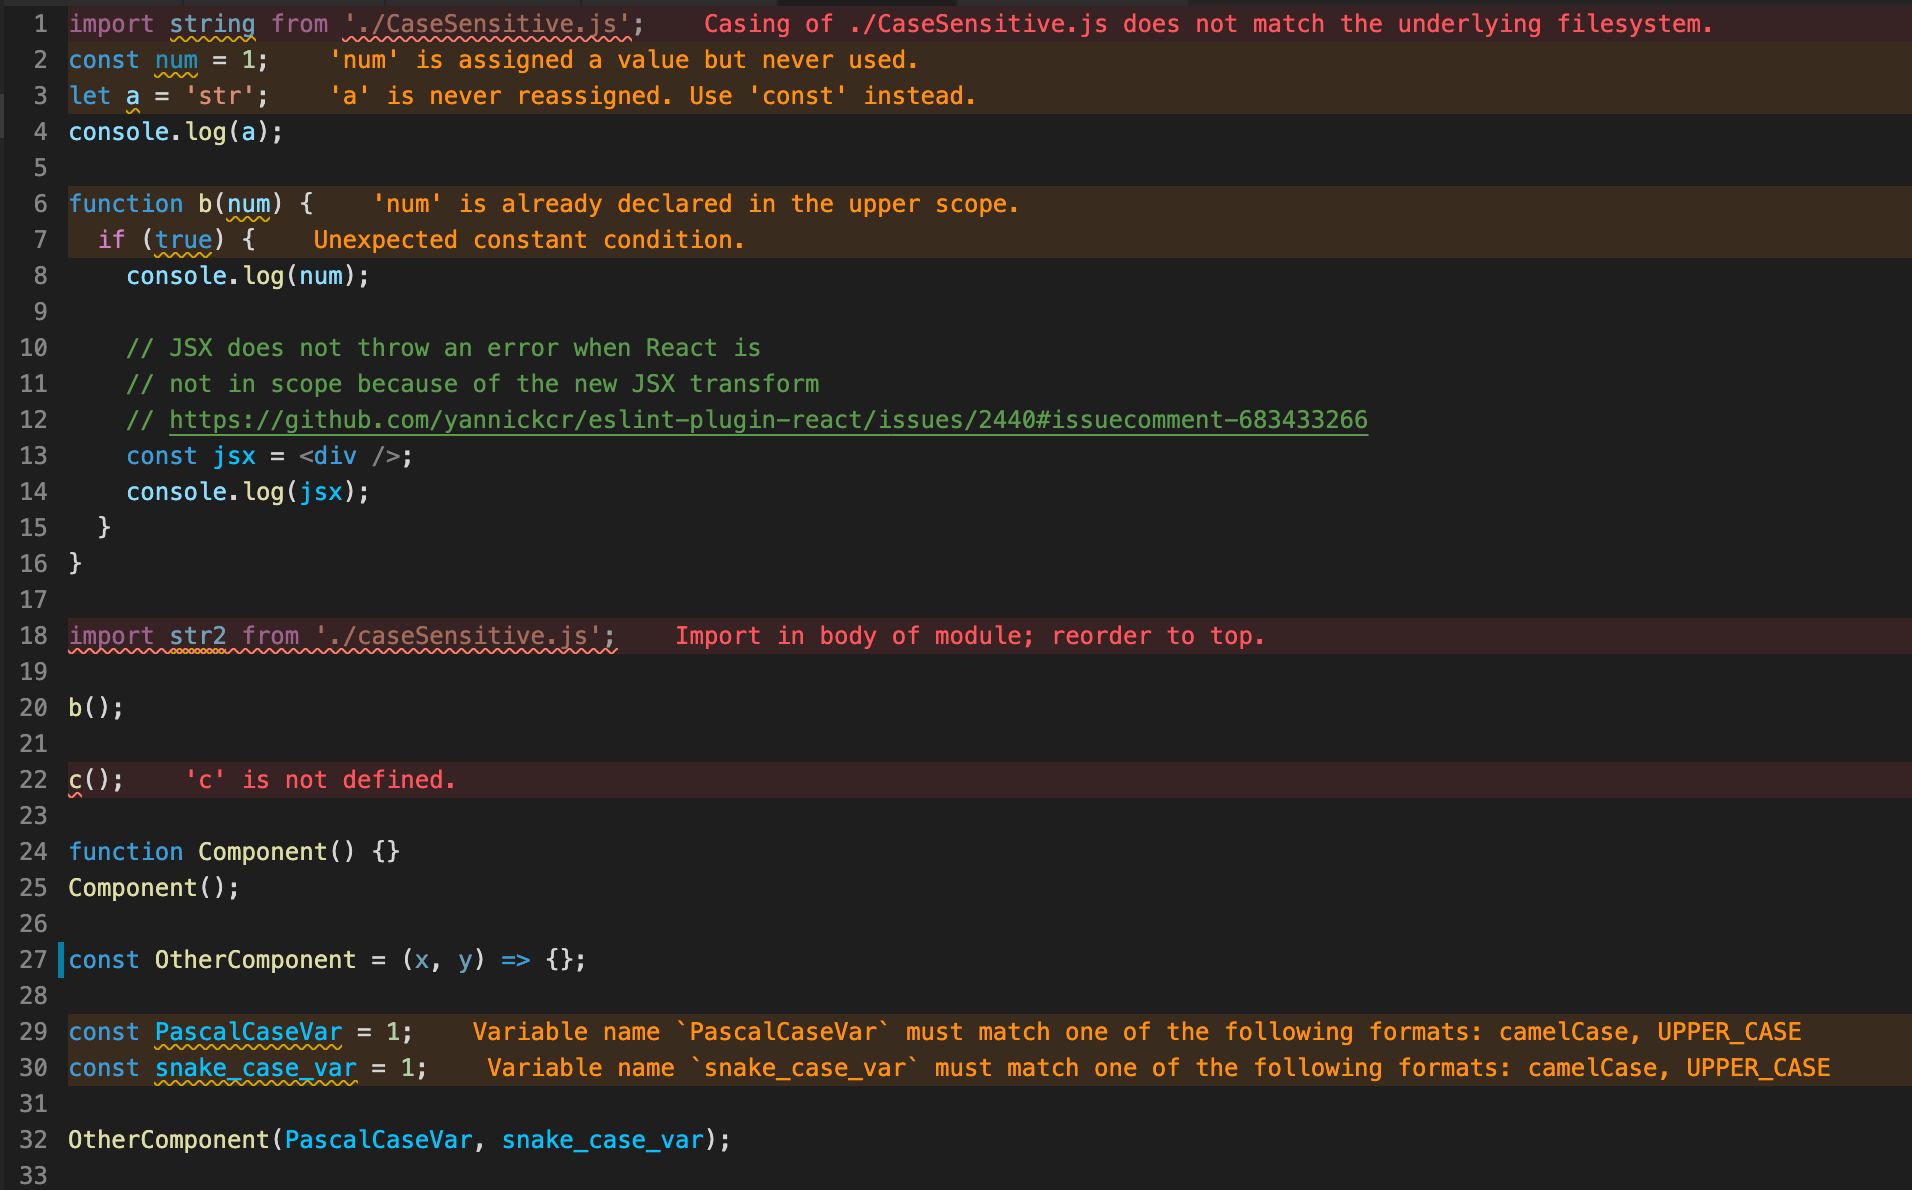 1 import string from './CaseSensitive.js';    Casing of ./CaseSensitive.js does not match the underlying filesystem.
2 const num = 1;    'num' is assigned a value but never used.
3 let a = 'str';    'a' is never reassigned. Use 'const' instead.
4 console.log(a);
5
6 function b(num) {    'num' is already declared in the upper scope.
7   if (true) {    Unexpected constant condition.
8     console.log(num);
9
10     // JSX does not throw an error when React is
11     // not in scope because of the new JSX transform
12     // https://github.com/yannickcr/eslint-plugin-react/issues/2440#issuecomment-683433266
13     const jsx = <div />;
14     console.log(jsx);
15   }
16 }
17
18 import str2 from './caseSensitive.js';    Import in body of module; reorder to top.
19
20 b();
21
22 c();    'c' is not defined.
23
24 function Component() {}
25 Component();
26
27 const OtherComponent = (x, y) => {};
28
29 const PascalCaseVar = 1;    Variable name `PascalCaseVar` must match one of the following formats: camelCase, UPPER_CASE
30 const snake_case_var = 1;    Variable name `snake_case_var` must match one of the following formats: camelCase, UPPER_CASE
31
32 OtherComponent(PascalCaseVar, snake_case_var);
33